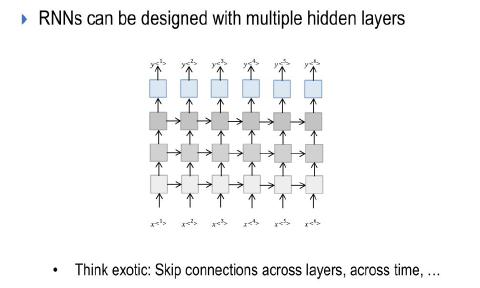 RNNs can be designed with multiple hidden layers
y<1> y<2> y<3> y<4> y<5> y<6>
x<1> x<2> x<3> x<4> x<5> x<6>
• Think exotic: Skip connections across layers, across time, …